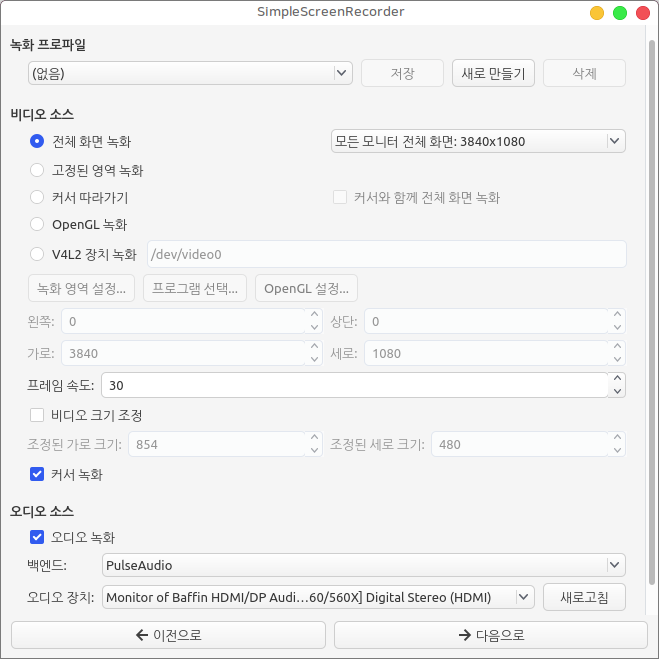 SimpleScreenRecorder
녹화 프로파일
(없음) 저장 새로 만들기 삭제
비디오 소스
전체 화면 녹화 모든 모니터 전체 화면: 3840x1080
고정된 영역 녹화
커서 따라가기 커서와 함께 전체 화면 녹화
OpenGL 녹화
V4L2 장치 녹화 /dev/video0
녹화 영역 설정... 프로그램 선택... OpenGL 설정...
왼쪽: 0 상단: 0
가로: 3840 세로: 1080
프레임 속도: 30
비디오 크기 조정
조정된 가로 크기: 854 조정된 세로 크기: 480
커서 녹화
오디오 소스
오디오 녹화
백엔드: PulseAudio
오디오 장치: Monitor of Baffin HDMI/DP Audi...60/560X] Digital Stereo (HDMI) 새로고침
← 이전으로 → 다음으로